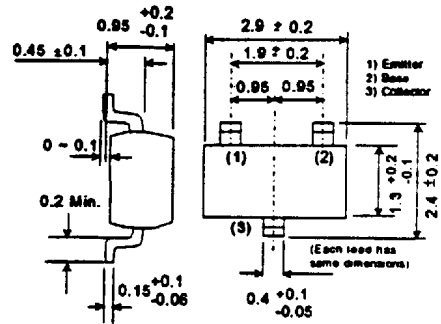 0.95 +0.2 -0.1
2.9 ± 0.2
0.45 ±0.1
1.9 ± 0.2
0.95 0.95
1) Emitter
2) Base
3) Collector
0 ~ 0.1
(1) (2)
1.3 +0.2 -0.1
2.4 ±0.2
0.2 Min.
(3)
(Each lead has
same dimensions)
0.15 +0.1 -0.06
0.4 +0.1 -0.05